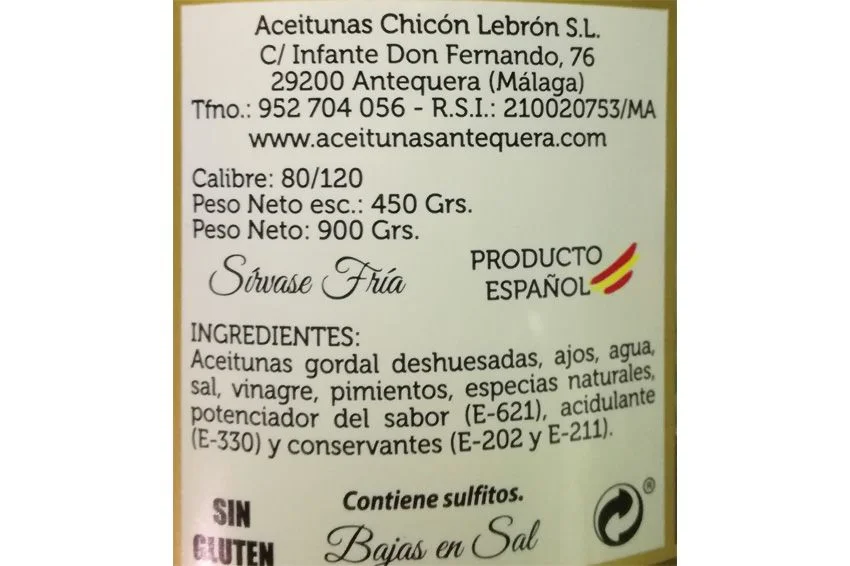 Aceitunas Chicón Lebrón S.L.
C/ Infante Don Fernando, 76
29200 Antequera (Málaga)
Tfno.: 952 704 056 - R.S.I.: 210020753/MA
www.aceitunasantequera.com
Calibre: 80/120
Peso Neto esc.: 450 Grs.
Peso Neto: 900 Grs.
Sírvase Fría
PRODUCTO
ESPAÑOL
INGREDIENTES:
Aceitunas gordal deshuesadas, ajos, agua,
sal, vinagre, pimientos, especias naturales,
potenciador del sabor (E-621), acidulante
(E-330) y conservantes (E-202 y E-211).
Contiene sulfitos.
SIN
GLUTEN
Bajas en Sal
®